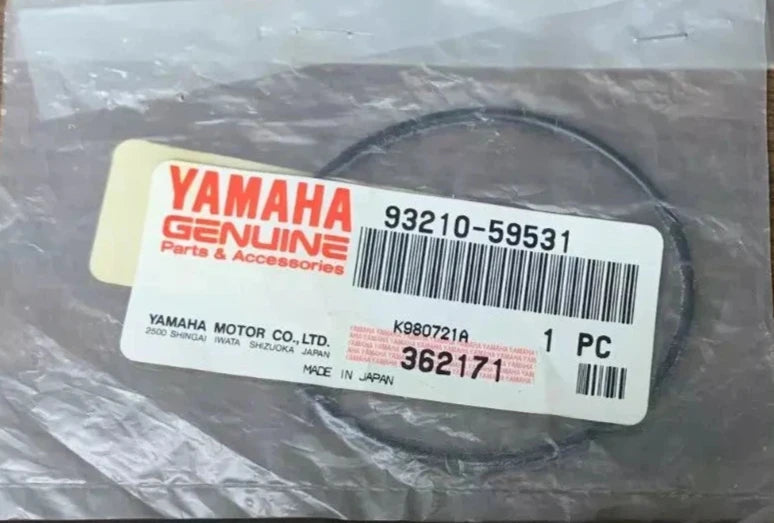 YAMAHA
GENUINE
Parts & Accessories
93210-59531
YAMAHA MOTOR CO., LTD.
2500 SHINGAI IWATA SHIZUOKA JAPAN
K980721A
1 PC
362171
MADE IN JAPAN